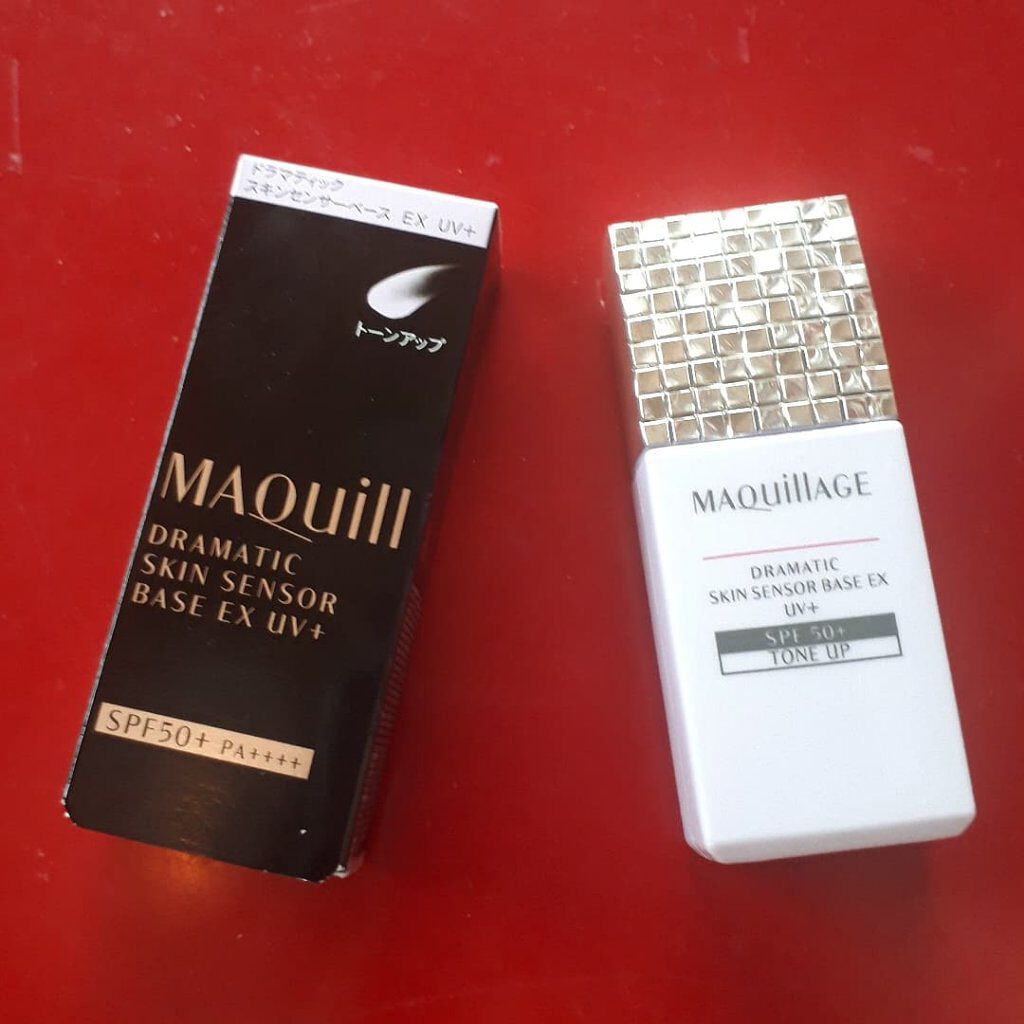 ドラマティック
スキンセンサーベース EX UV+
トーンアップ
MAQuill
DRAMATIC
SKIN SENSOR
BASE EX UV+
SPF50+ PA++++
MAQuillAGE
DRAMATIC
SKIN SENSOR BASE EX
UV+
SPF 50+
TONE UP